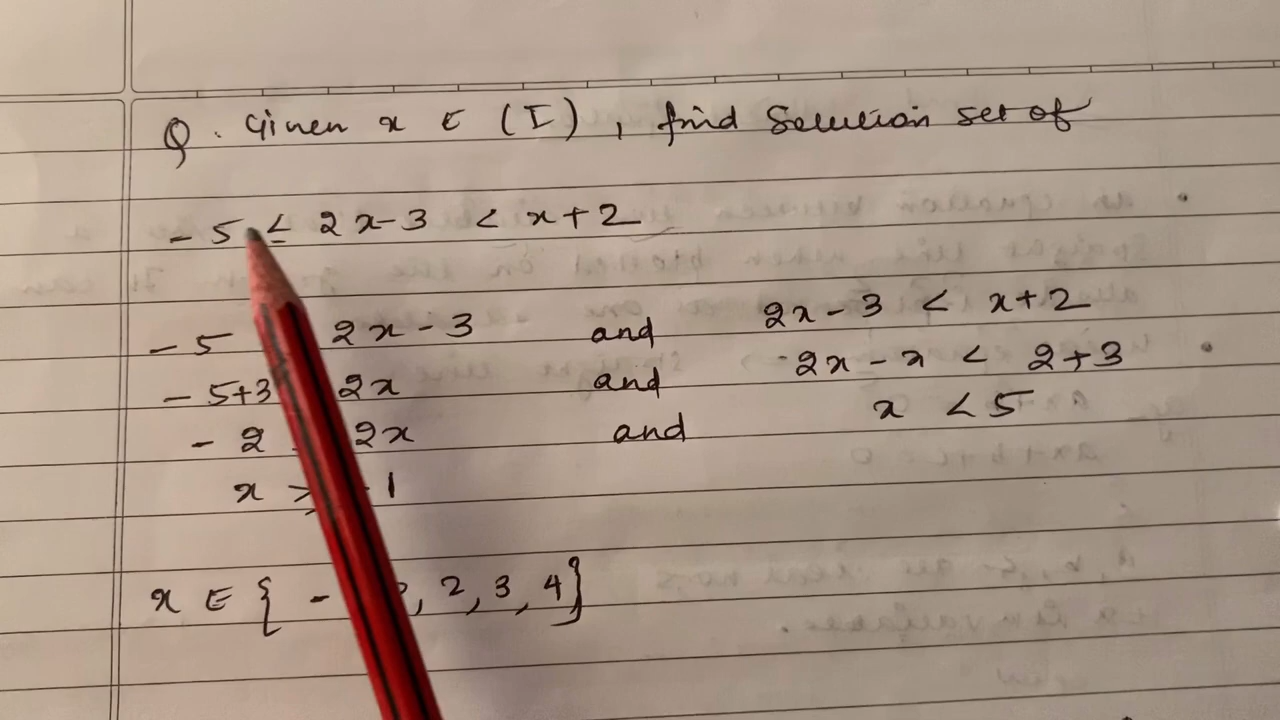 Q. Given x ∈ (I), find Solution set of
-5 ≤ 2x-3 < x+2
-5 2x-3 and 2x-3 < x+2
-5+3 2x and 2x-x < 2+3
-2 2x and x < 5
x 1
x ∈ { - , 2, 3, 4}